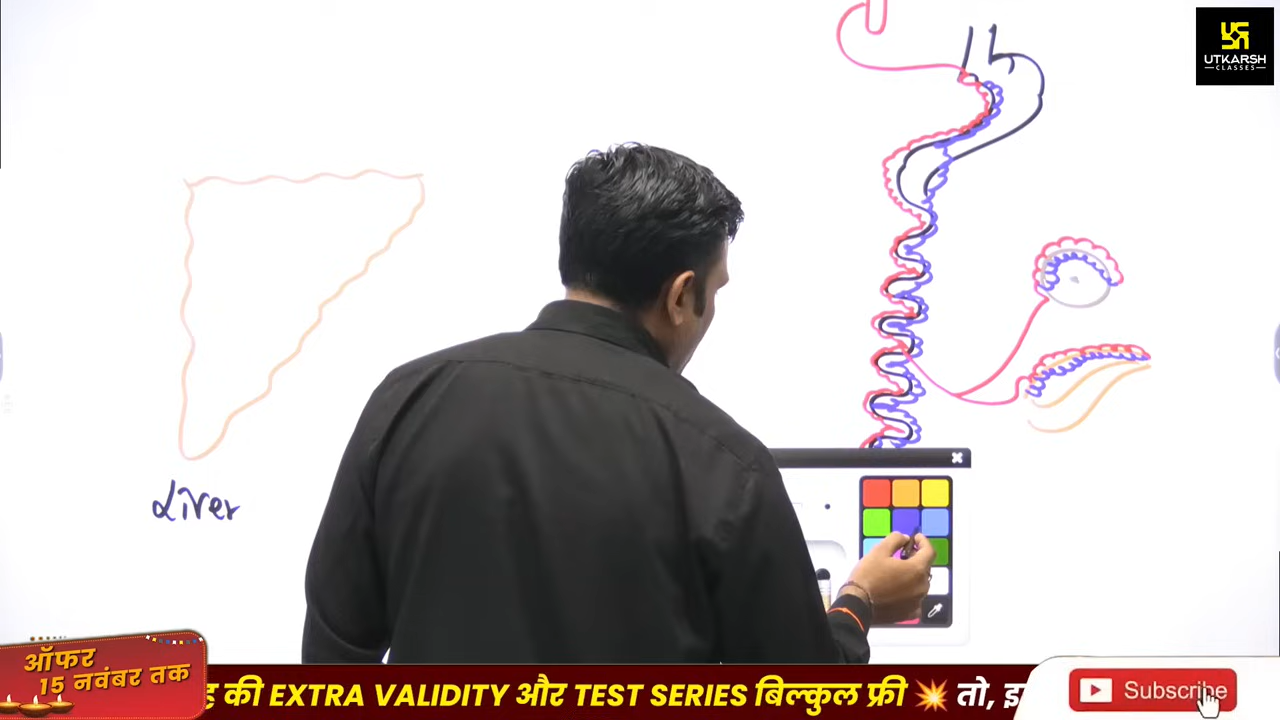 UTKARSH
CLASSES
Liver
ऑफर
15 नवंबर तक
की EXTRA VALIDITY और TEST SERIES बिल्कुल फ्री 💥 तो,
Subscribe